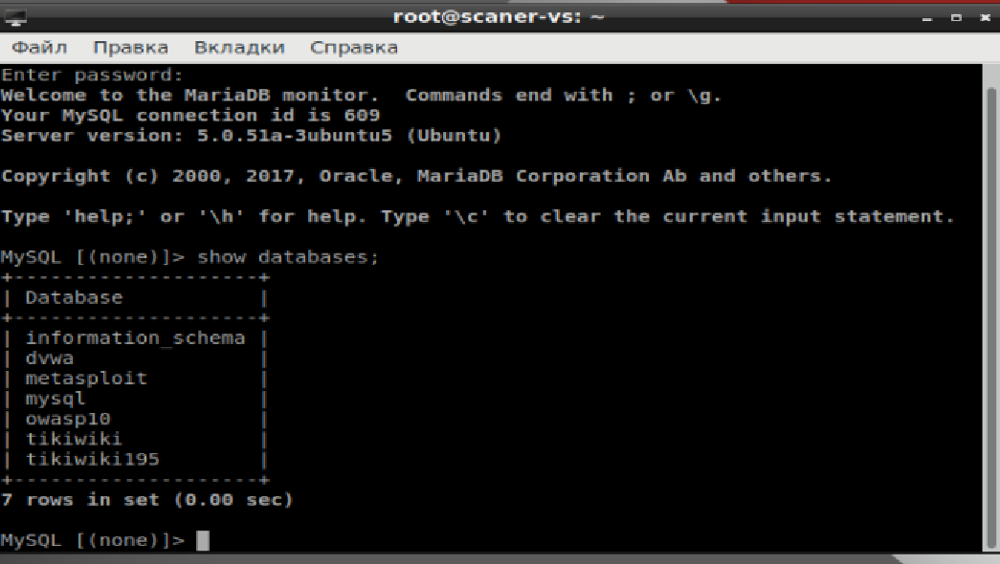 root@scaner-vs: ~
Файл Правка Вкладки Справка
Enter password:
Welcome to the MariaDB monitor.  Commands end with ; or \g.
Your MySQL connection id is 609
Server version: 5.0.51a-3ubuntu5 (Ubuntu)

Copyright (c) 2000, 2017, Oracle, MariaDB Corporation Ab and others.

Type 'help;' or '\h' for help. Type '\c' to clear the current input statement.

MySQL [(none)]> show databases;
+--------------------+
| Database           |
+--------------------+
| information_schema |
| dvwa               |
| metasploit         |
| mysql              |
| owasp10            |
| tikiwiki           |
| tikiwiki195        |
+--------------------+
7 rows in set (0.00 sec)

MySQL [(none)]>